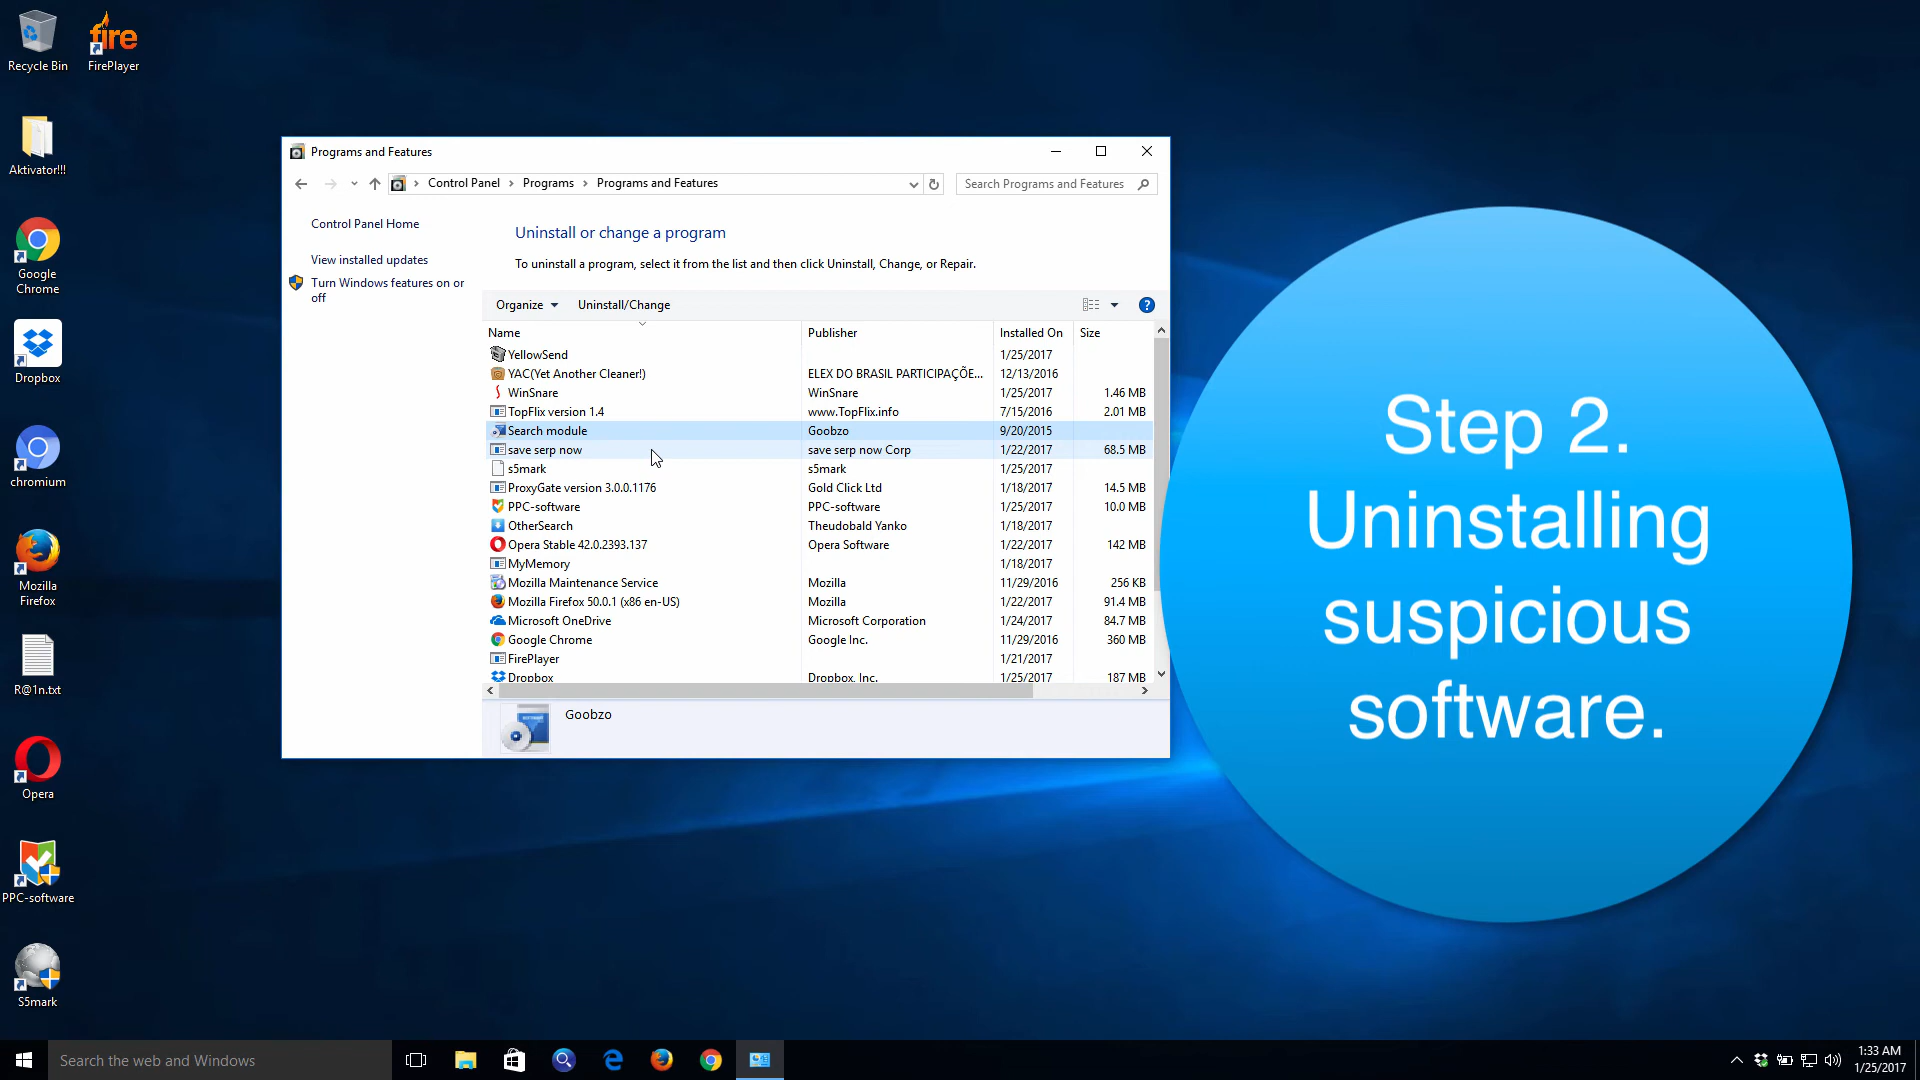 Recycle Bin
fire
FirePlayer
Aktivator!!!
Google
Chrome
Dropbox
chromium
Mozilla
Firefox
R@1n.txt
Opera
PPC-software
S5mark
Programs and Features
Control Panel > Programs > Programs and Features
Search Programs and Features
Control Panel Home
View installed updates
Turn Windows features on or
off
Uninstall or change a program
To uninstall a program, select it from the list and then click Uninstall, Change, or Repair.
Organize Uninstall/Change ?
Name Publisher Installed On Size
YellowSend 1/25/2017
YAC(Yet Another Cleaner!) ELEX DO BRASIL PARTICIPAÇÕE... 12/13/2016
WinSnare WinSnare 1/25/2017 1.46 MB
TopFlix version 1.4 www.TopFlix.info 7/15/2016 2.01 MB
Search module Goobzo 9/20/2015
save serp now save serp now Corp 1/22/2017 68.5 MB
s5mark s5mark 1/25/2017
ProxyGate version 3.0.0.1176 Gold Click Ltd 1/18/2017 14.5 MB
PPC-software PPC-software 1/25/2017 10.0 MB
OtherSearch Theudobald Yanko 1/18/2017
Opera Stable 42.0.2393.137 Opera Software 1/22/2017 142 MB
MyMemory 1/18/2017
Mozilla Maintenance Service Mozilla 11/29/2016 256 KB
Mozilla Firefox 50.0.1 (x86 en-US) Mozilla 1/22/2017 91.4 MB
Microsoft OneDrive Microsoft Corporation 1/24/2017 84.7 MB
Google Chrome Google Inc. 11/29/2016 360 MB
FirePlayer 1/21/2017
Dropbox Dropbox, Inc. 1/25/2017 187 MB
Goobzo
Step 2.
Uninstalling
suspicious
software.
Search the web and Windows
1:33 AM
1/25/2017